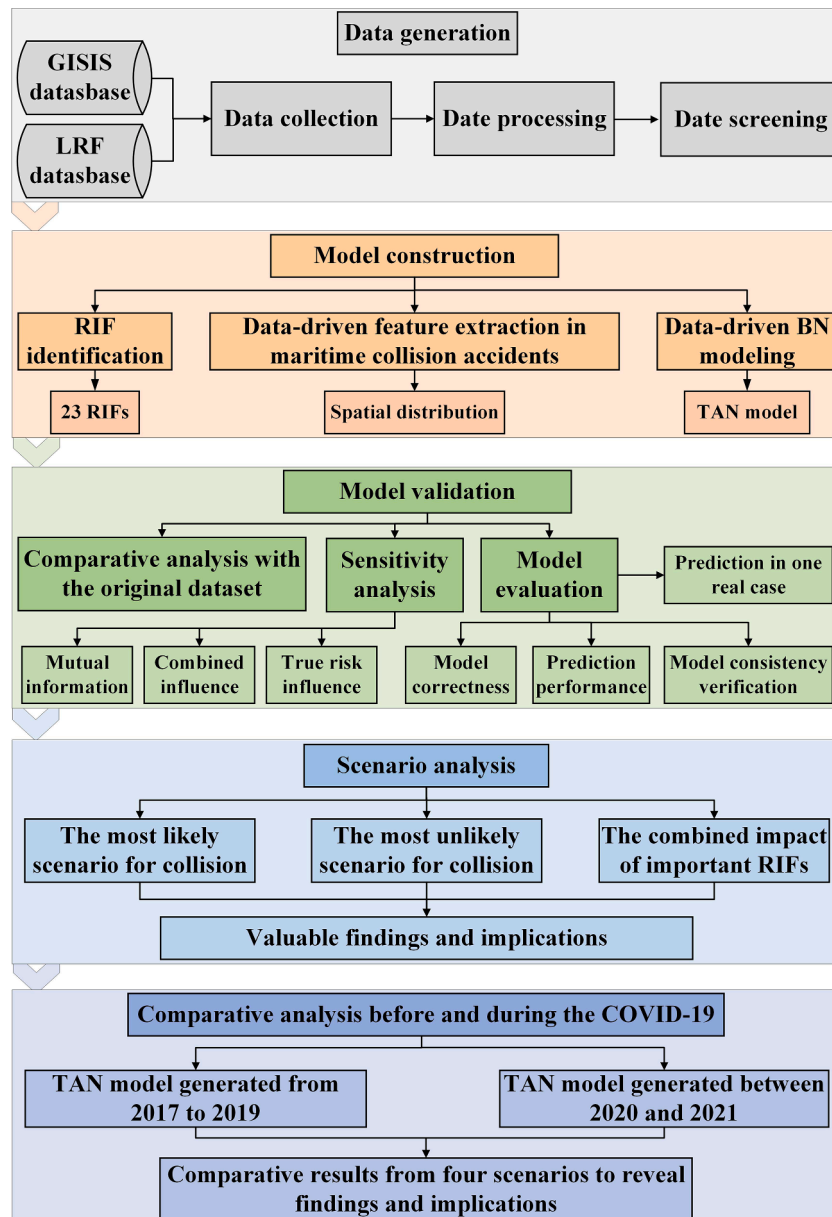 Data generation
GISIS
datasbase
LRF
datasbase
Data collection
Date processing
Date screening
Model construction
RIF
identification
Data-driven feature extraction in
maritime collision accidents
Data-driven BN
modeling
23 RIFs
Spatial distribution
TAN model
Model validation
Comparative analysis with
the original dataset
Sensitivity
analysis
Model
evaluation
Prediction in one
real case
Mutual
information
Combined
influence
True risk
influence
Model
correctness
Prediction
performance
Model consistency
verification
Scenario analysis
The most likely
scenario for collision
The most unlikely
scenario for collision
The combined impact
of important RIFs
Valuable findings and implications
Comparative analysis before and during the COVID-19
TAN model generated from
2017 to 2019
TAN model generated between
2020 and 2021
Comparative results from four scenarios to reveal
findings and implications